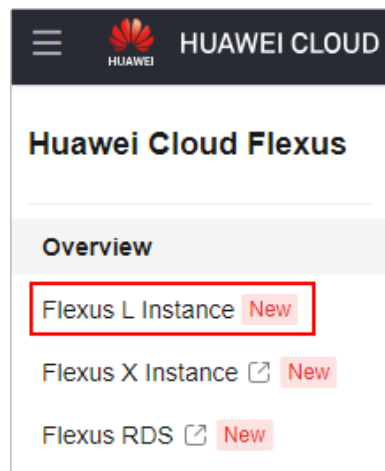 HUAWEI
HUAWEI CLOUD
Huawei Cloud Flexus
Overview
Flexus L Instance New
Flexus X Instance New
Flexus RDS New